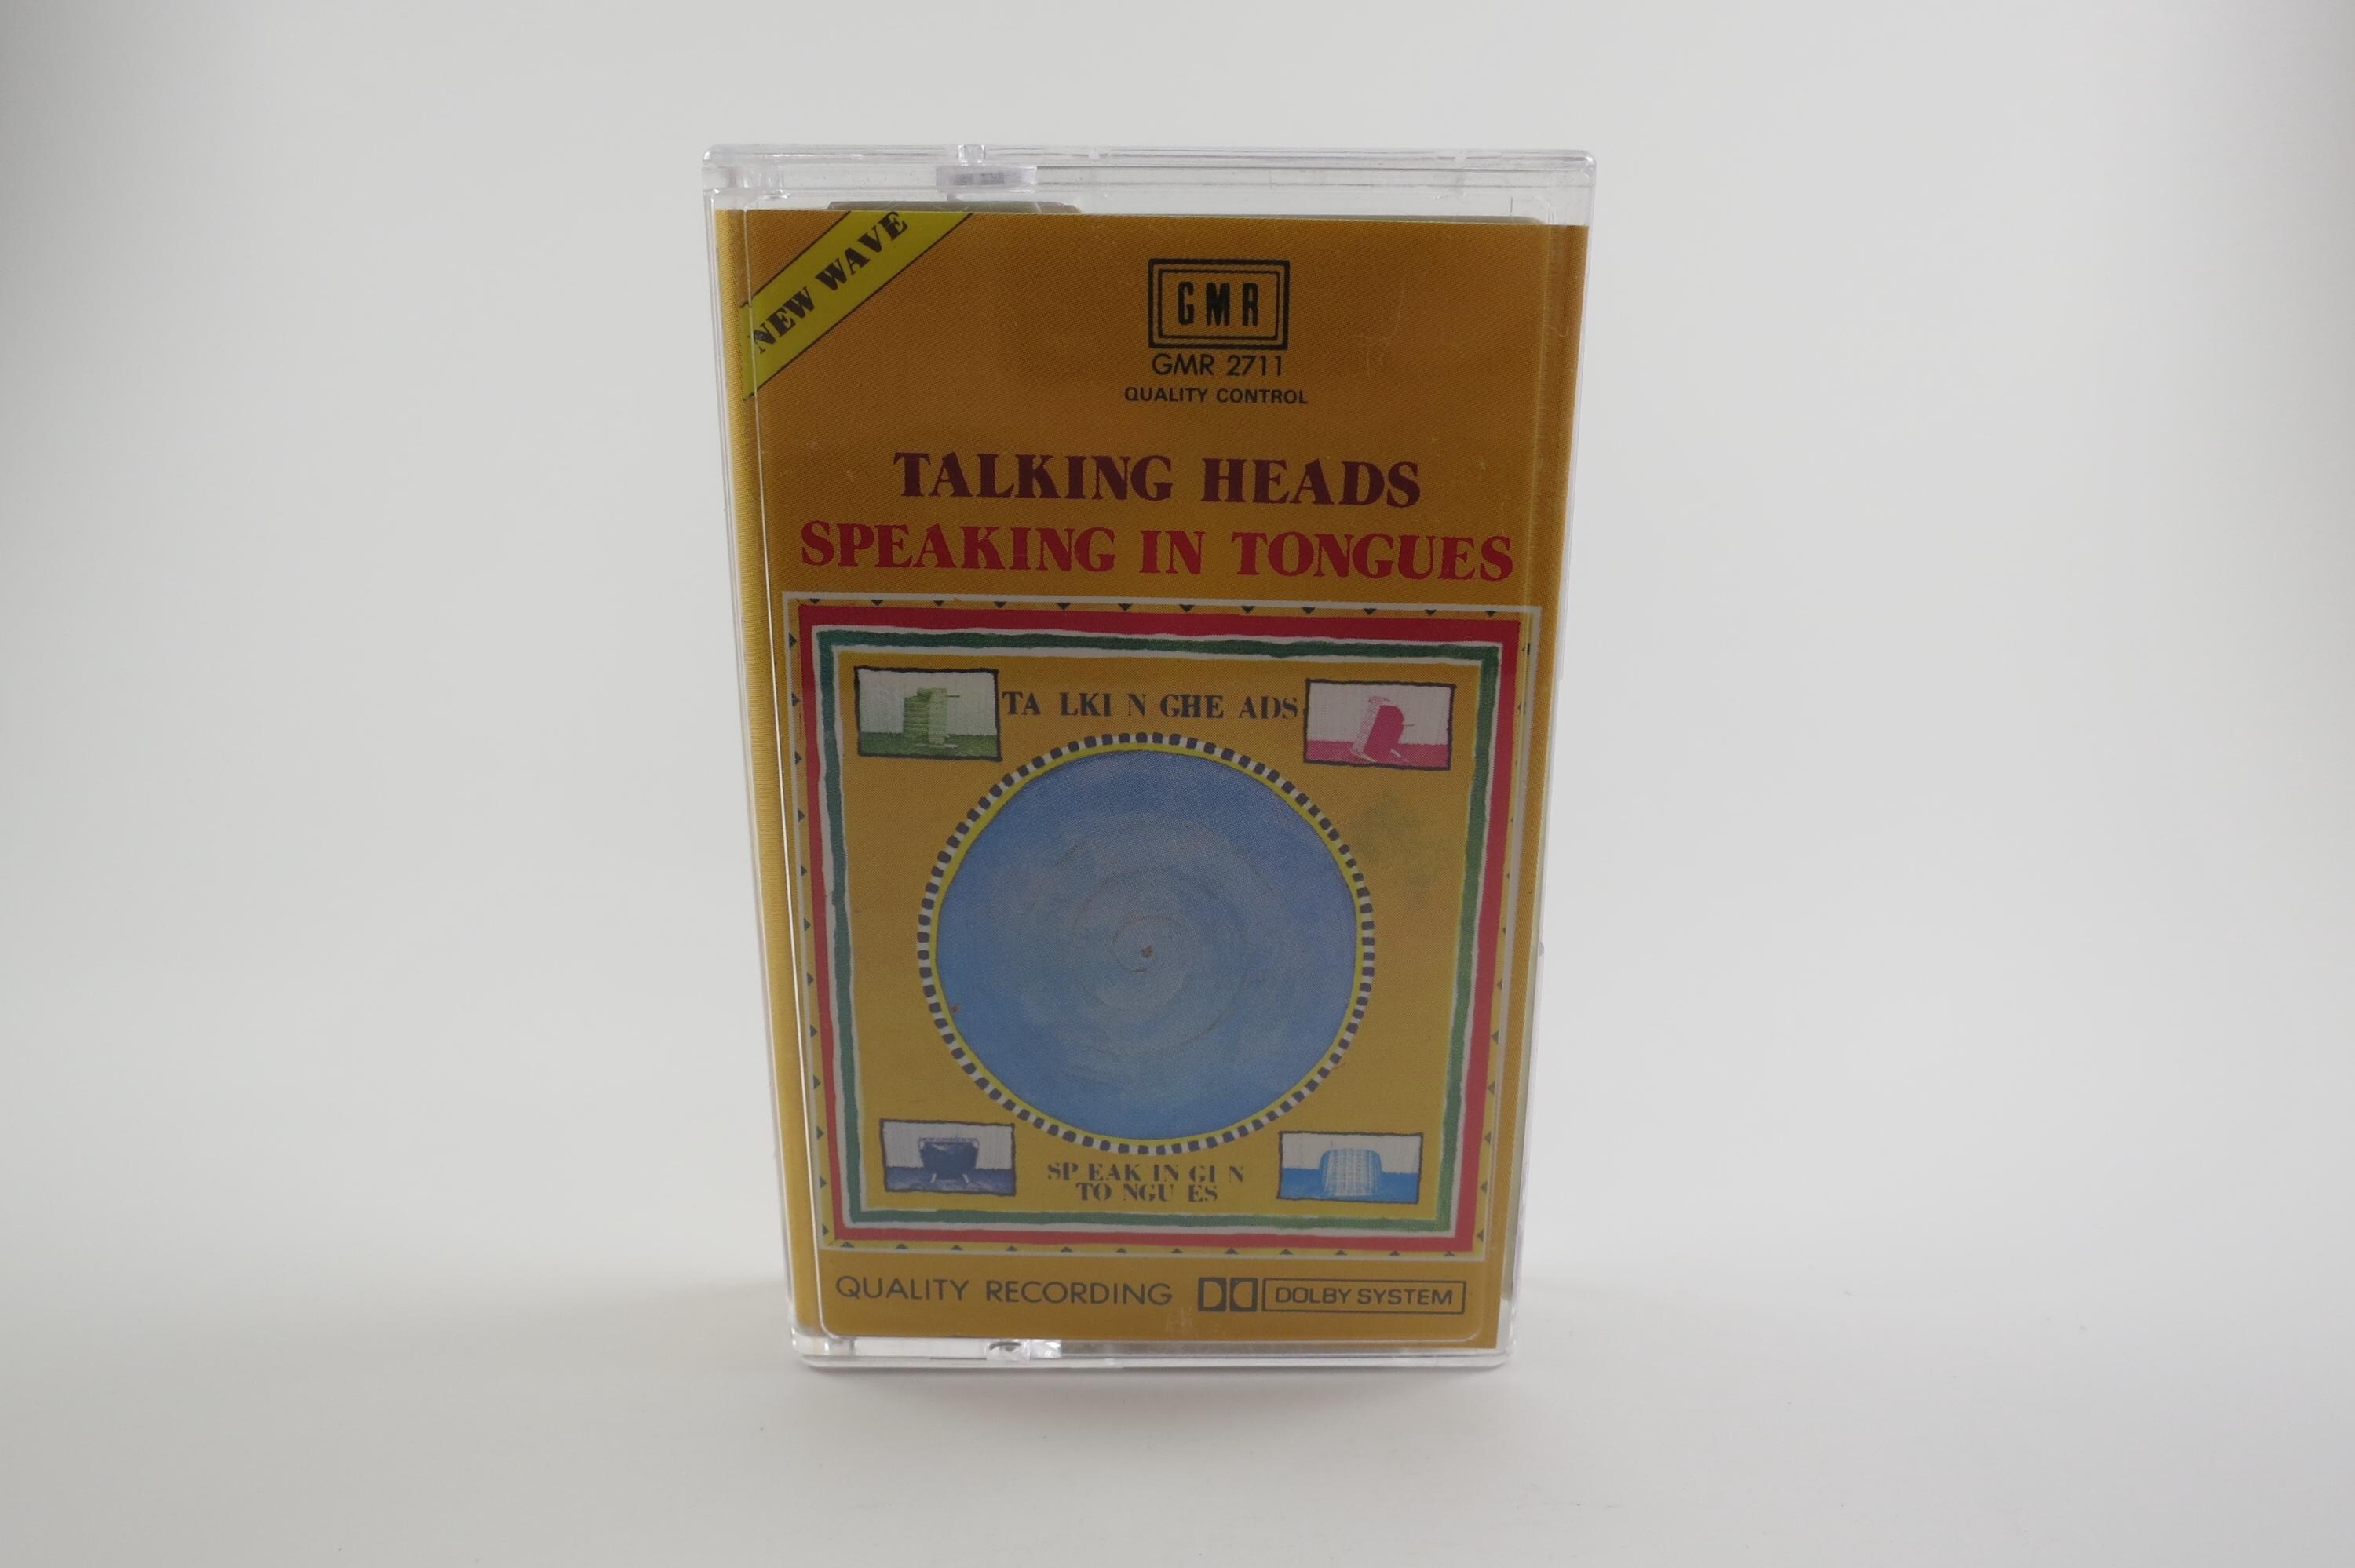 NEW WAVE
GMR
GMR 2711
QUALITY CONTROL
TALKING HEADS
SPEAKING IN TONGUES
TA LKI N GHE ADS
SP EAK IN GI N
TO NGU ES
QUALITY RECORDING DOLBY SYSTEM